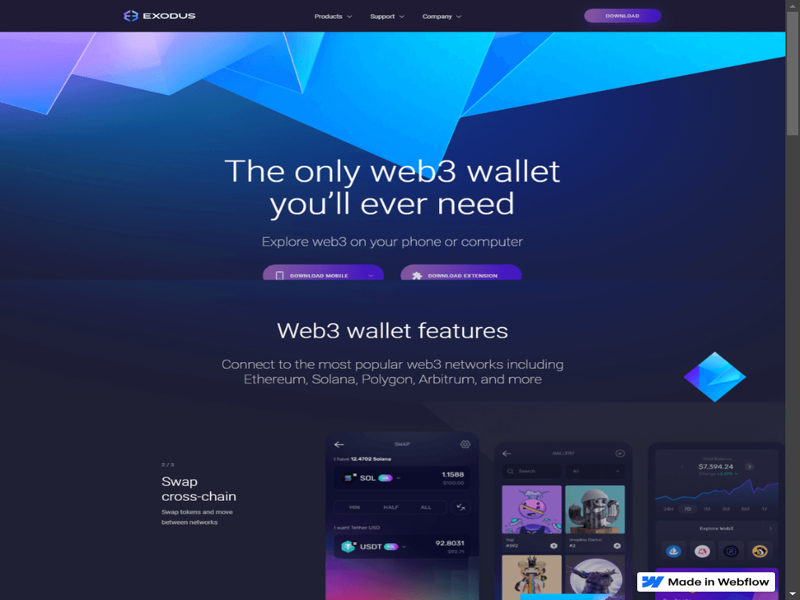 EXODUS
Products
Support
Company
DOWNLOAD
The only web3 wallet
you'll ever need
Explore web3 on your phone or computer
DOWNLOAD MOBILE
DOWNLOAD EXTENSION
Web3 wallet features
Connect to the most popular web3 networks including
Ethereum, Solana, Polygon, Arbitrum, and more
2 / 3
Swap
cross-chain
Swap tokens and move
between networks
SWAP
I have 12.4702 Solana
SOL
1.1588
$100.00
MIN
HALF
ALL
I want Tether USD
USDT
92.8031
$92.71
GALLERY
Search
All
#2
Total Balance
$7,394.24
24H
1D
1M
Explore Web3
Made in Webflow